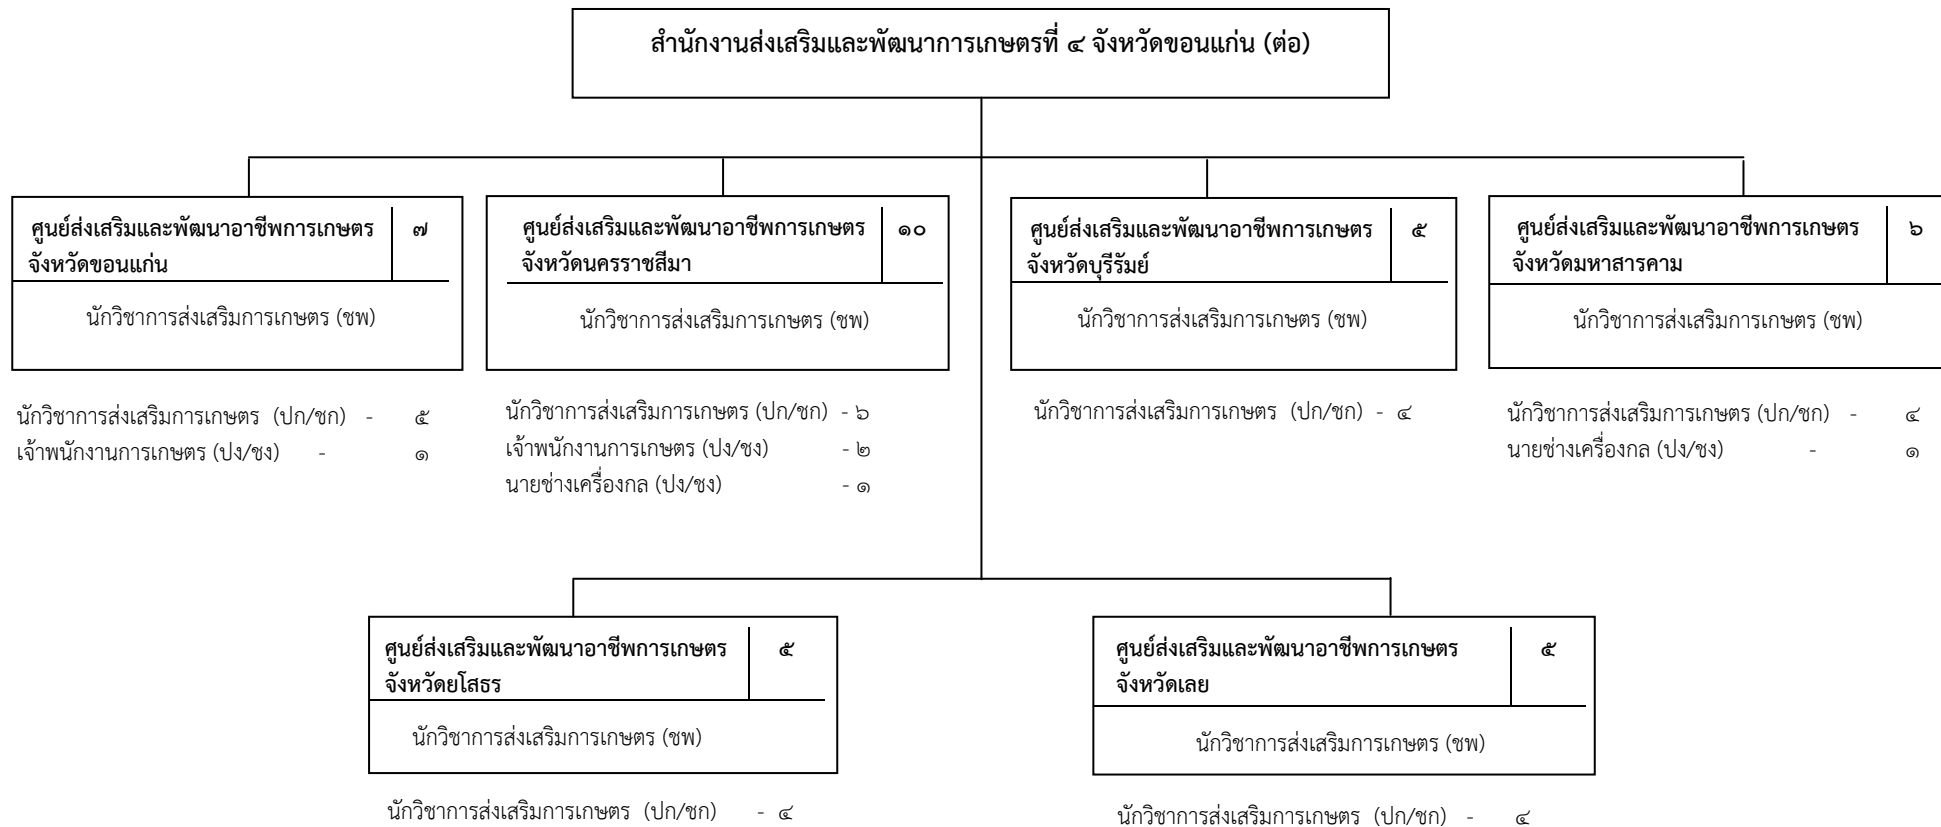 สำนักงานส่งเสริมและพัฒนาการเกษตรที่ ๔ จังหวัดขอนแก่น (ต่อ)
ศูนย์ส่งเสริมและพัฒนาอาชีพการเกษตร ๗
จังหวัดขอนแก่น
นักวิชาการส่งเสริมการเกษตร (ชพ)
นักวิชาการส่งเสริมการเกษตร (ปก/ชก) - ๕
เจ้าพนักงานการเกษตร (ปง/ชง) - ๑
ศูนย์ส่งเสริมและพัฒนาอาชีพการเกษตร ๑๐
จังหวัดนครราชสีมา
นักวิชาการส่งเสริมการเกษตร (ชพ)
นักวิชาการส่งเสริมการเกษตร (ปก/ชก) - ๖
เจ้าพนักงานการเกษตร (ปง/ชง) - ๒
นายช่างเครื่องกล (ปง/ชง) - ๑
ศูนย์ส่งเสริมและพัฒนาอาชีพการเกษตร ๕
จังหวัดบุรีรัมย์
นักวิชาการส่งเสริมการเกษตร (ชพ)
นักวิชาการส่งเสริมการเกษตร (ปก/ชก) - ๔
ศูนย์ส่งเสริมและพัฒนาอาชีพการเกษตร ๖
จังหวัดมหาสารคาม
นักวิชาการส่งเสริมการเกษตร (ชพ)
นักวิชาการส่งเสริมการเกษตร (ปก/ชก) - ๔
นายช่างเครื่องกล (ปง/ชง) - ๑
ศูนย์ส่งเสริมและพัฒนาอาชีพการเกษตร ๕
จังหวัดยโสธร
นักวิชาการส่งเสริมการเกษตร (ชพ)
นักวิชาการส่งเสริมการเกษตร (ปก/ชก) - ๔
ศูนย์ส่งเสริมและพัฒนาอาชีพการเกษตร ๕
จังหวัดเลย
นักวิชาการส่งเสริมการเกษตร (ชพ)
นักวิชาการส่งเสริมการเกษตร (ปก/ชก) - ๔